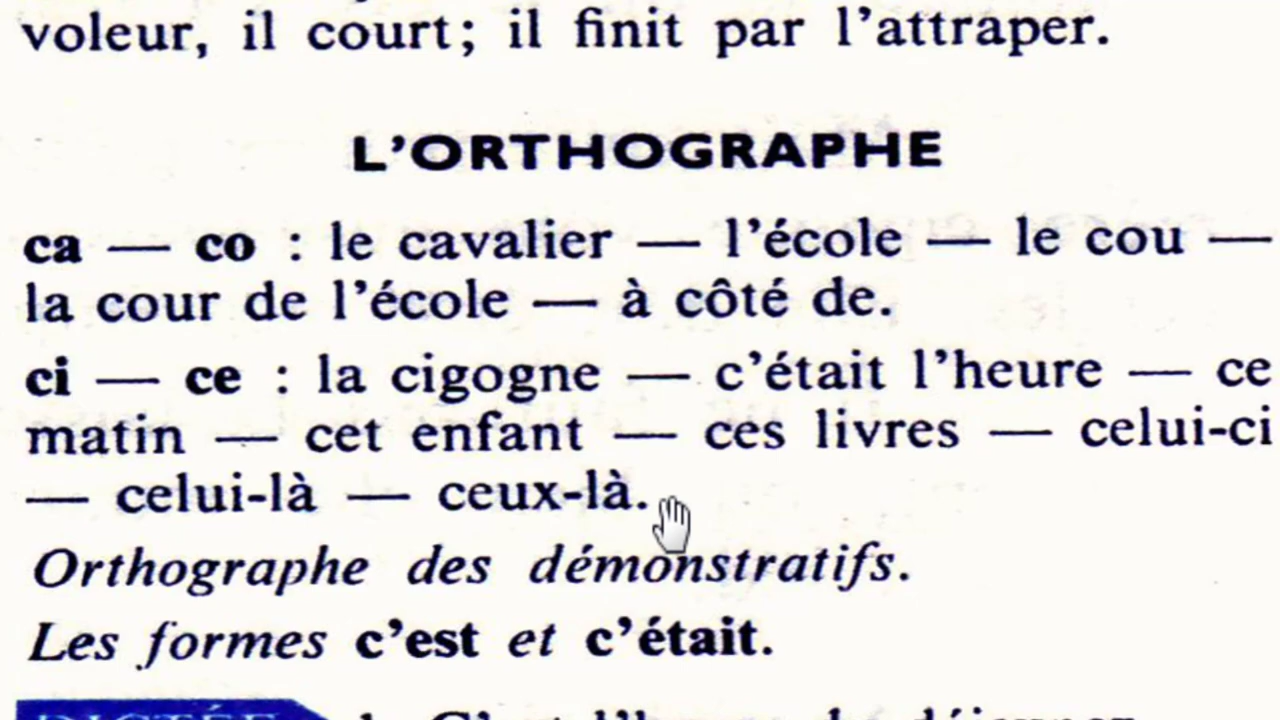 voleur, il court; il finit par l'attraper.
L'ORTHOGRAPHE
ca — co : le cavalier — l'école — le cou —
la cour de l'école — à côté de.
ci — ce : la cigogne — c'était l'heure — ce
matin — cet enfant — ces livres — celui-ci
— celui-là — ceux-là.
Orthographe des démonstratifs.
Les formes c'est et c'était.
DICTÉE